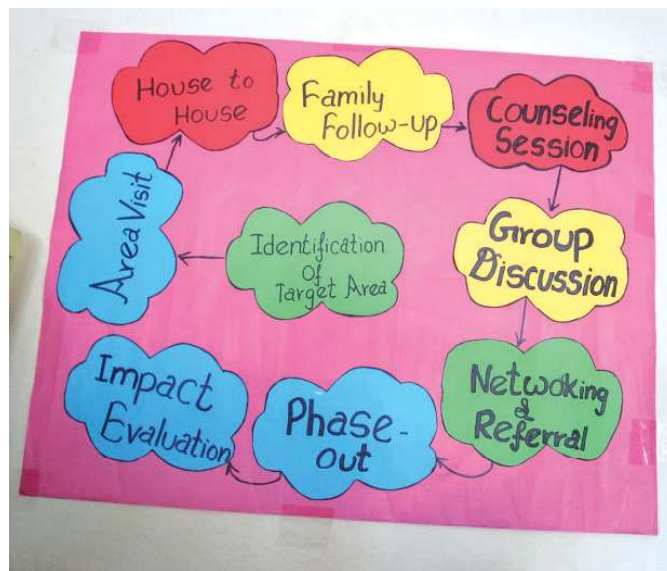 House to
House
Family
Follow-up
Counseling
Session
Area Visit
Identification
Of
Target Area
Group
Discussion
Impact
Evaluation
Phase-
out
Netwoking
&
Referral